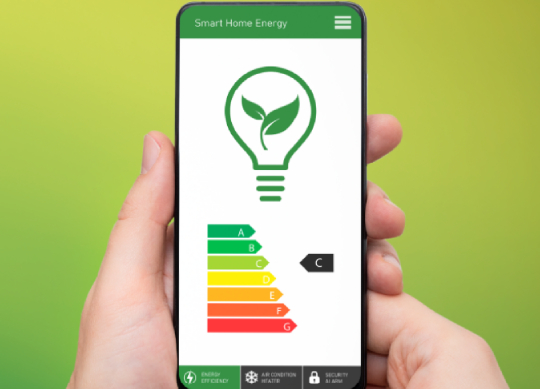 Smart Home Energy
A
B
C
C
D
E
F
G
ENERGY
EFFICIENCY
AIR CONDITION
HEATER
SECURITY
ALARM